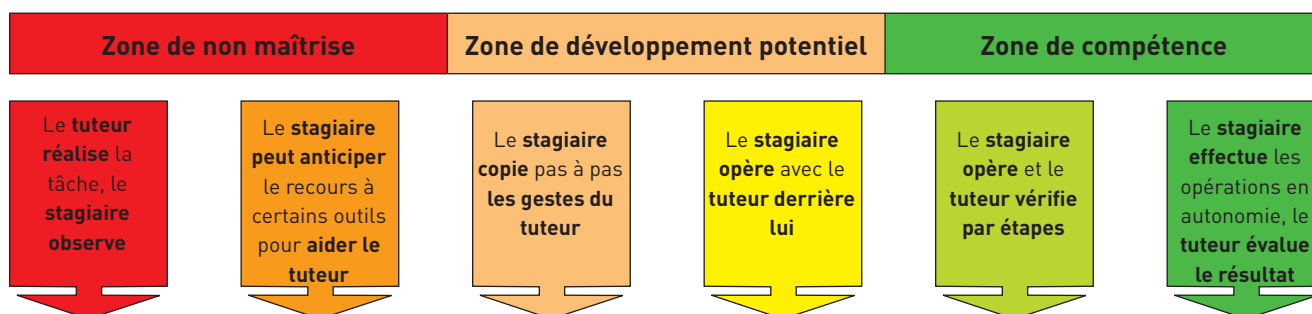 Zone de non maîtrise
Zone de développement potentiel
Zone de compétence
Le tuteur
réalise la
tâche, le
stagiaire
observe
Le stagiaire
peut anticiper
le recours à
certains outils
pour aider le
tuteur
Le stagiaire
copie pas à pas
les gestes du
tuteur
Le stagiaire
opère avec le
tuteur derrière
lui
Le stagiaire
opère et le
tuteur vérifie
par étapes
Le stagiaire
effectue les
opérations en
autonomie, le
tuteur évalue
le résultat